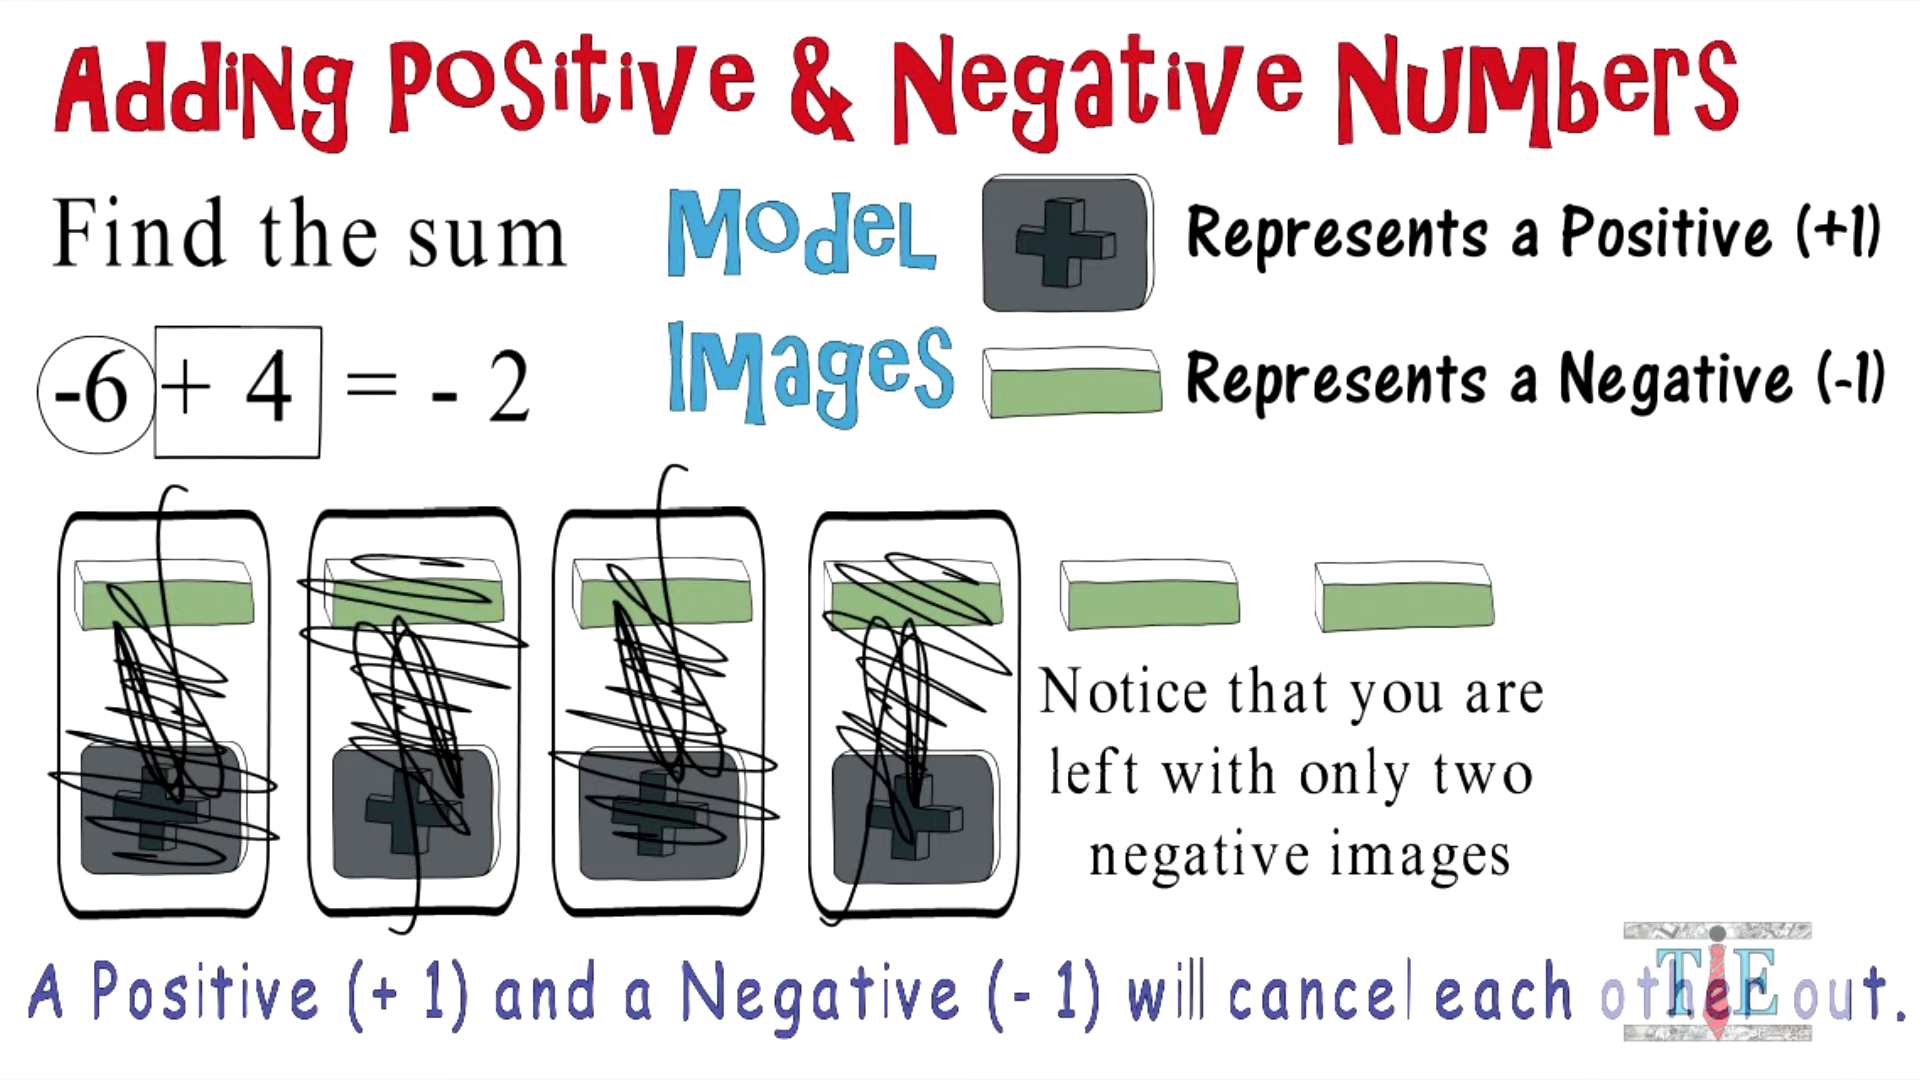 Adding Positive & Negative Numbers
Find the sum
-6 + 4 = - 2
Model
Images
Represents a Positive (+1)
Represents a Negative (-1)
Notice that you are
left with only two
negative images
A Positive (+ 1) and a Negative (- 1) will cancel each other out.
TiE